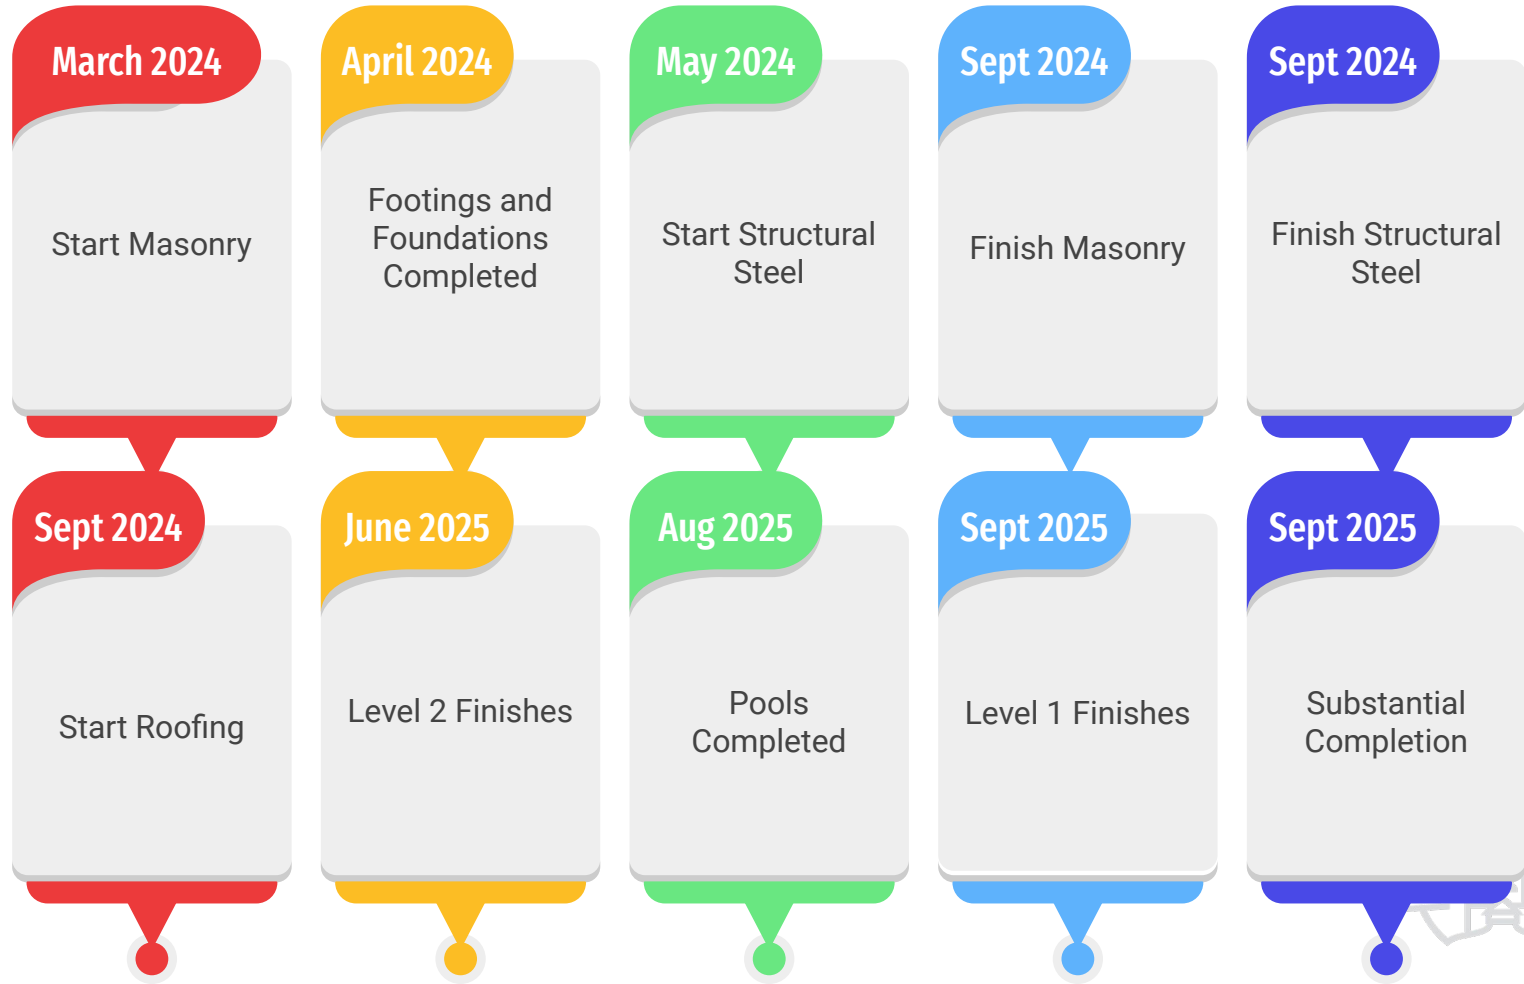 March 2024
Start Masonry
April 2024
Footings and
Foundations
Completed
May 2024
Start Structural
Steel
Sept 2024
Finish Masonry
Sept 2024
Finish Structural
Steel
Sept 2024
Start Roofing
June 2025
Level 2 Finishes
Aug 2025
Pools
Completed
Sept 2025
Level 1 Finishes
Sept 2025
Substantial
Completion